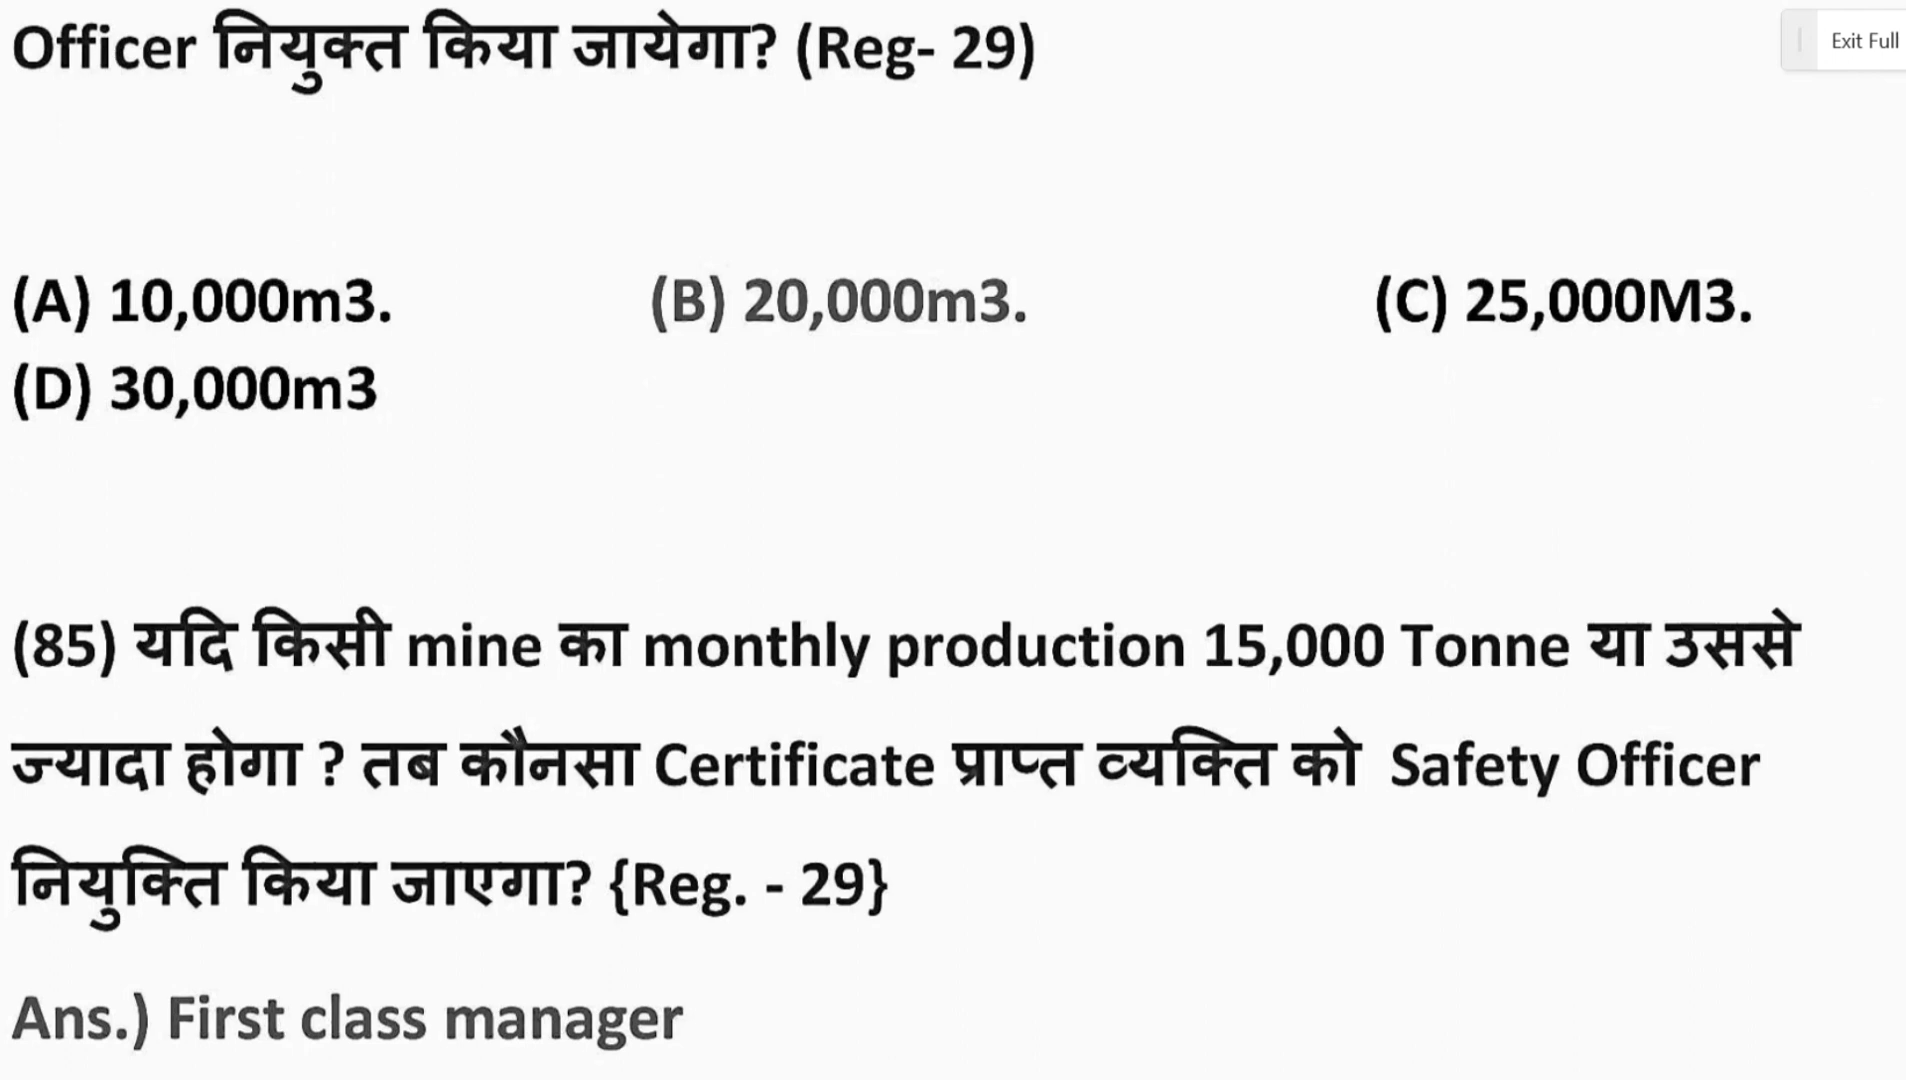 Officer नियुक्त किया जायेगा? (Reg- 29)
Exit Full
(A) 10,000m3. (B) 20,000m3. (C) 25,000M3.
(D) 30,000m3
(85) यदि किसी mine का monthly production 15,000 Tonne या उससे
ज्यादा होगा ? तब कौनसा Certificate प्राप्त व्यक्ति को Safety Officer
नियुक्ति किया जाएगा? {Reg. - 29}
Ans.) First class manager